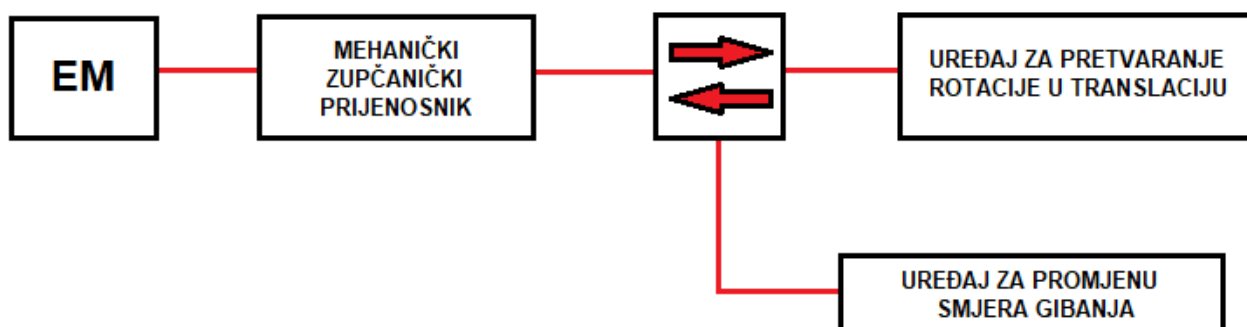 EM
MEHANIČKI
ZUPČANIČKI
PRIJENOSNIK
UREĐAJ ZA PRETVARANJE
ROTACIJE U TRANSLACIJU
UREĐAJ ZA PROMJENU
SMJERA GIBANJA